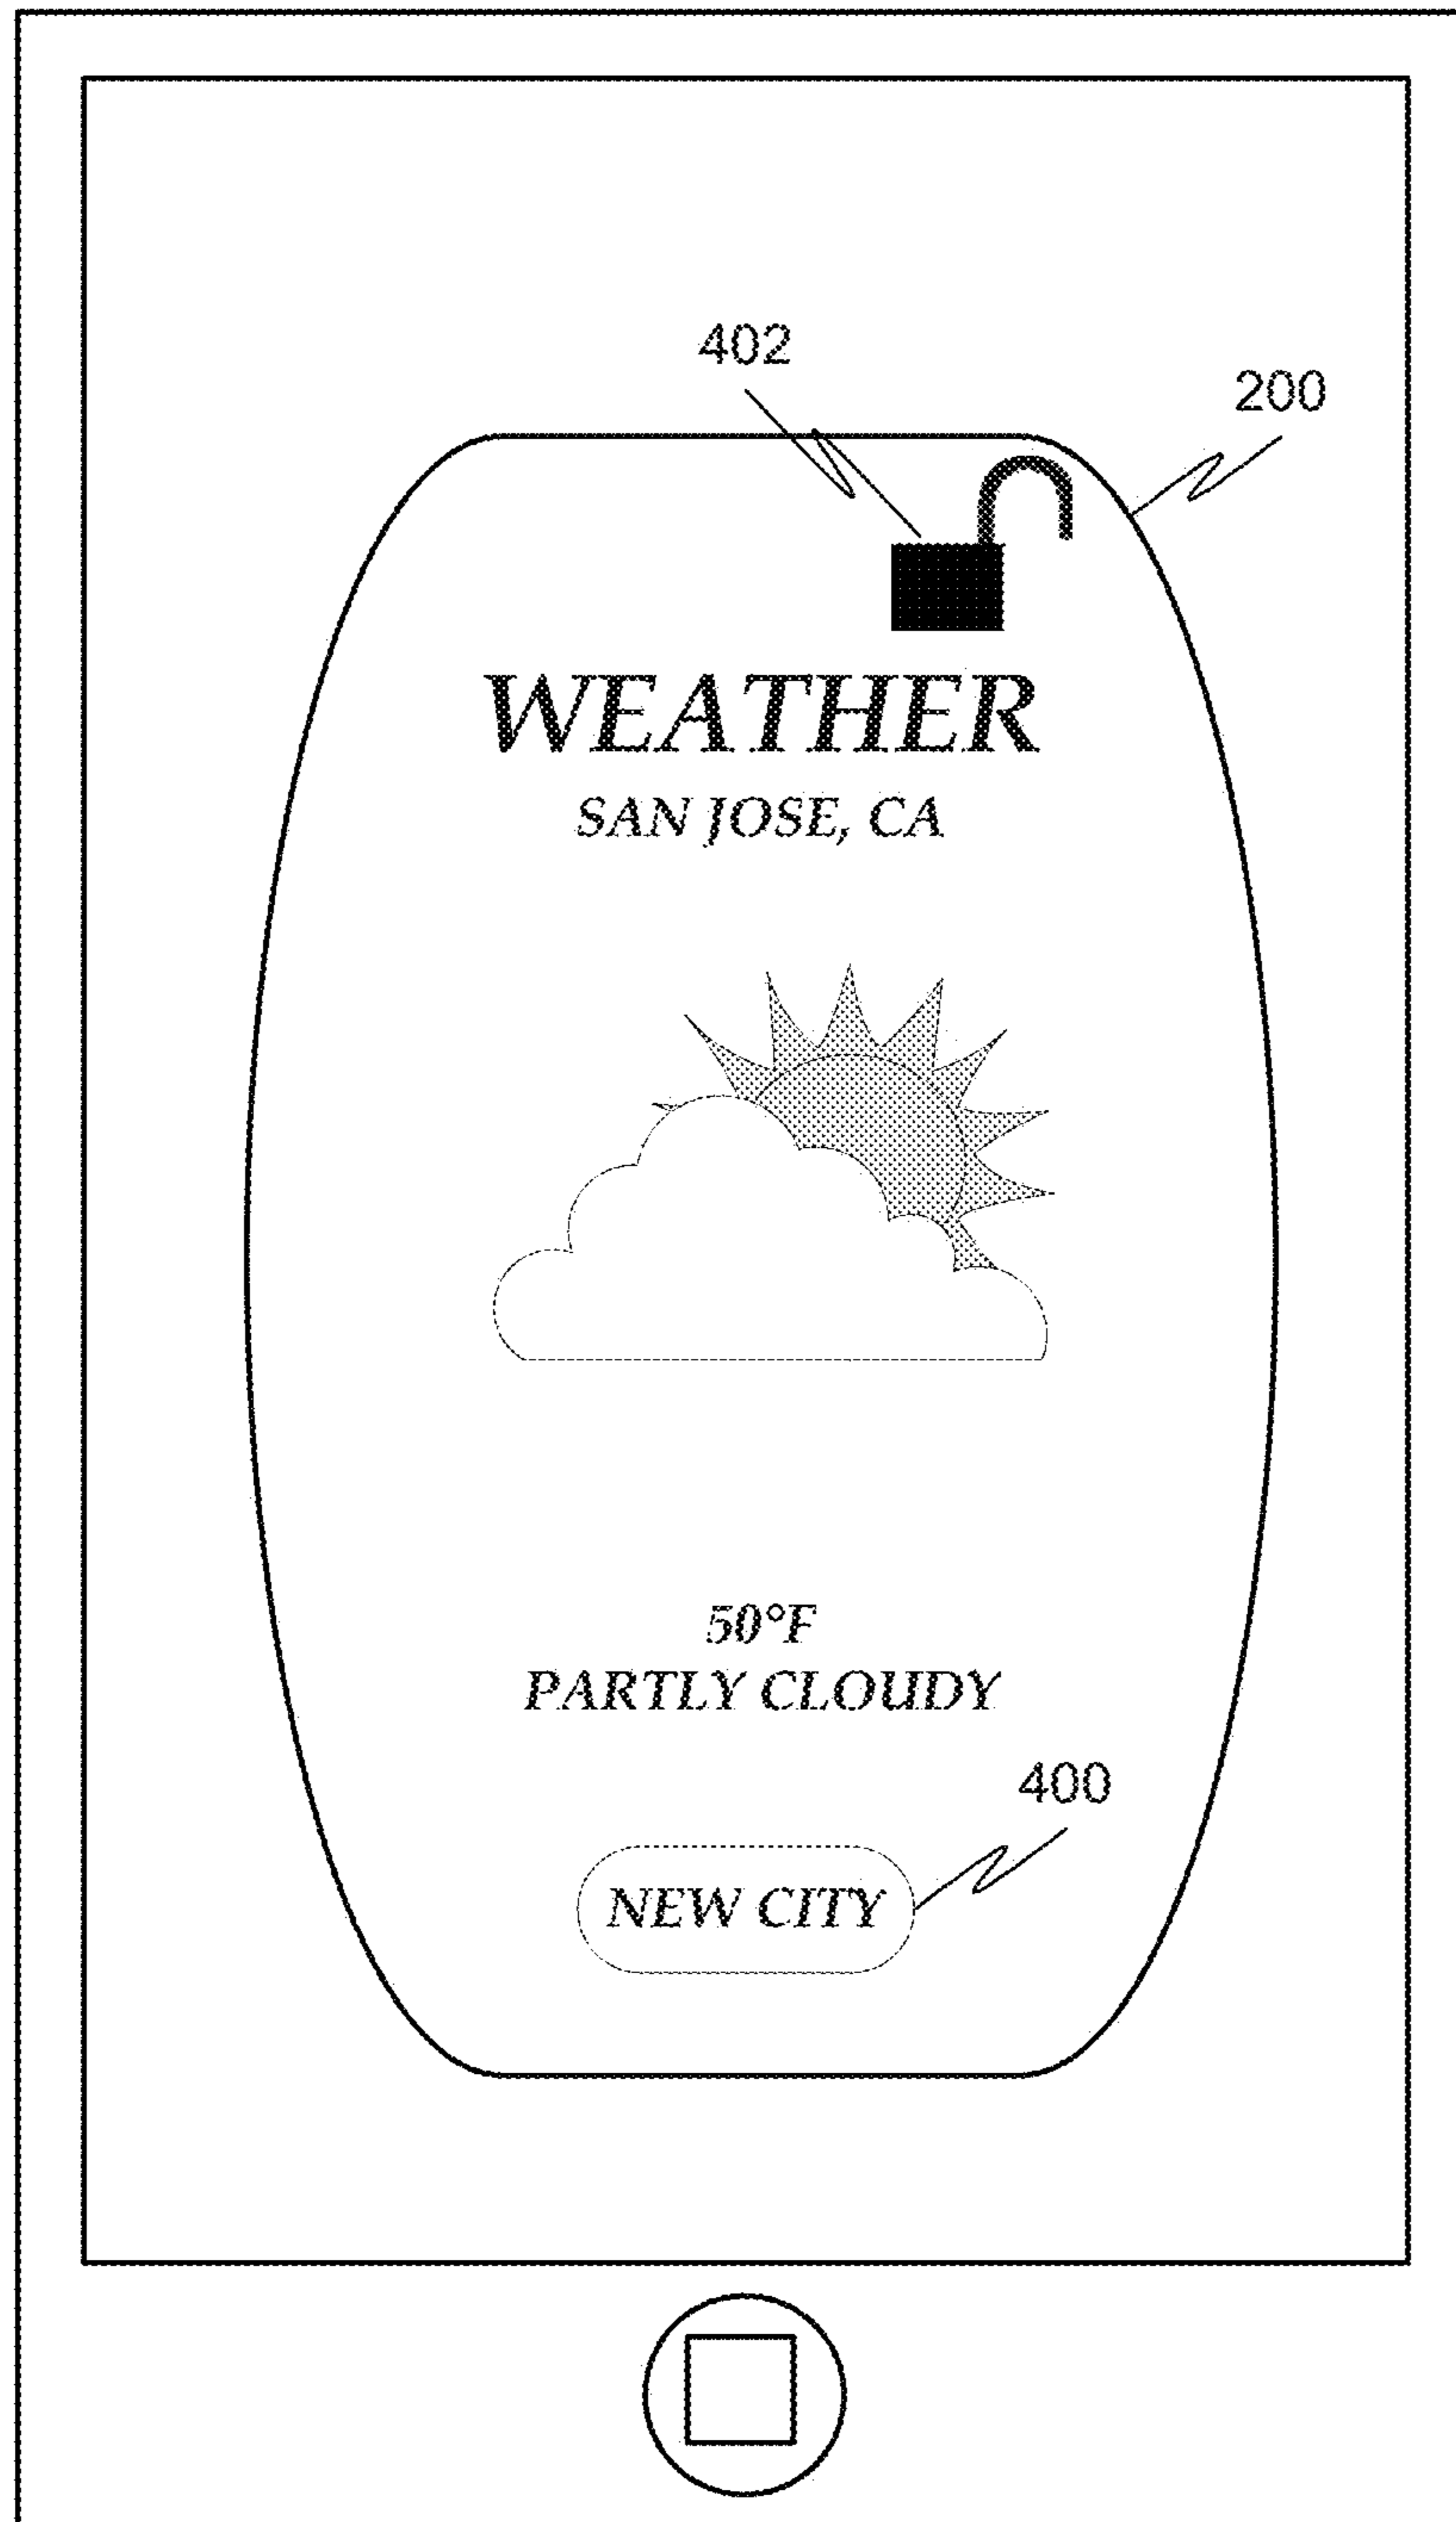 402
200
WEATHER
SAN JOSE, CA
50°F
PARTLY CLOUDY
400
NEW CITY